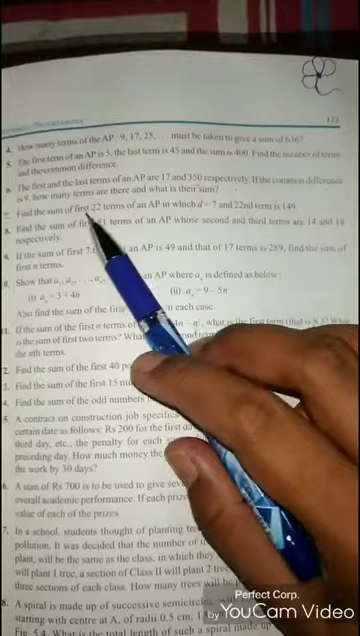 113
4. How many terms of the AP : 9, 17, 25, . . . must be taken to give a sum of 636?
5. The first term of an AP is 5, the last term is 45 and the sum is 400. Find the number of terms
and the common difference.
6. The first and the last terms of an AP are 17 and 350 respectively. If the common difference
is 9, how many terms are there and what is their sum?
7. Find the sum of first 22 terms of an AP in which d = 7 and 22nd term is 149.
8. Find the sum of first 51 terms of an AP whose second and third terms are 14 and 18
respectively.
9. If the sum of first 7 t an AP is 49 and that of 17 terms is 289, find the sum of
first n terms.
10. Show that a₁, a₂, . . ., aₙ, an AP where aₙ is defined as below:
(i) aₙ = 3 + 4n (ii) aₙ = 9 – 5n
Also find the sum of the firs n each case.
11. If the sum of the first n terms of 4n – n², what is the first term (that is S₁)? What
is the sum of first two terms? Wha ond term
the nth terms.
12. Find the sum of the first 40 po
13. Find the sum of the first 15 mu
14. Find the sum of the odd numbers b
5. A contract on construction job specifies
certain date as follows: Rs 200 for the first da
third day, etc., the penalty for each s
preceding day. How much money the
the work by 30 days?
6. A sum of Rs 700 is to be used to give seve
overall academic performance. If each prize
value of each of the prizes.
7. In a school, students thought of planting tre
pollution. It was decided that the number of t
plant, will be the same as the class, in which they
will plant 1 tree, a section of Class II will plant 2 tre
three sections of each class. How many trees will be p
8. A spiral is made up of successive semicircles, wi
starting with centre at A, of radii 0.5 cm, 1
Fig. 5.4. What is the total length of such a spiral made up
Perfect Corp.
YouCam Video